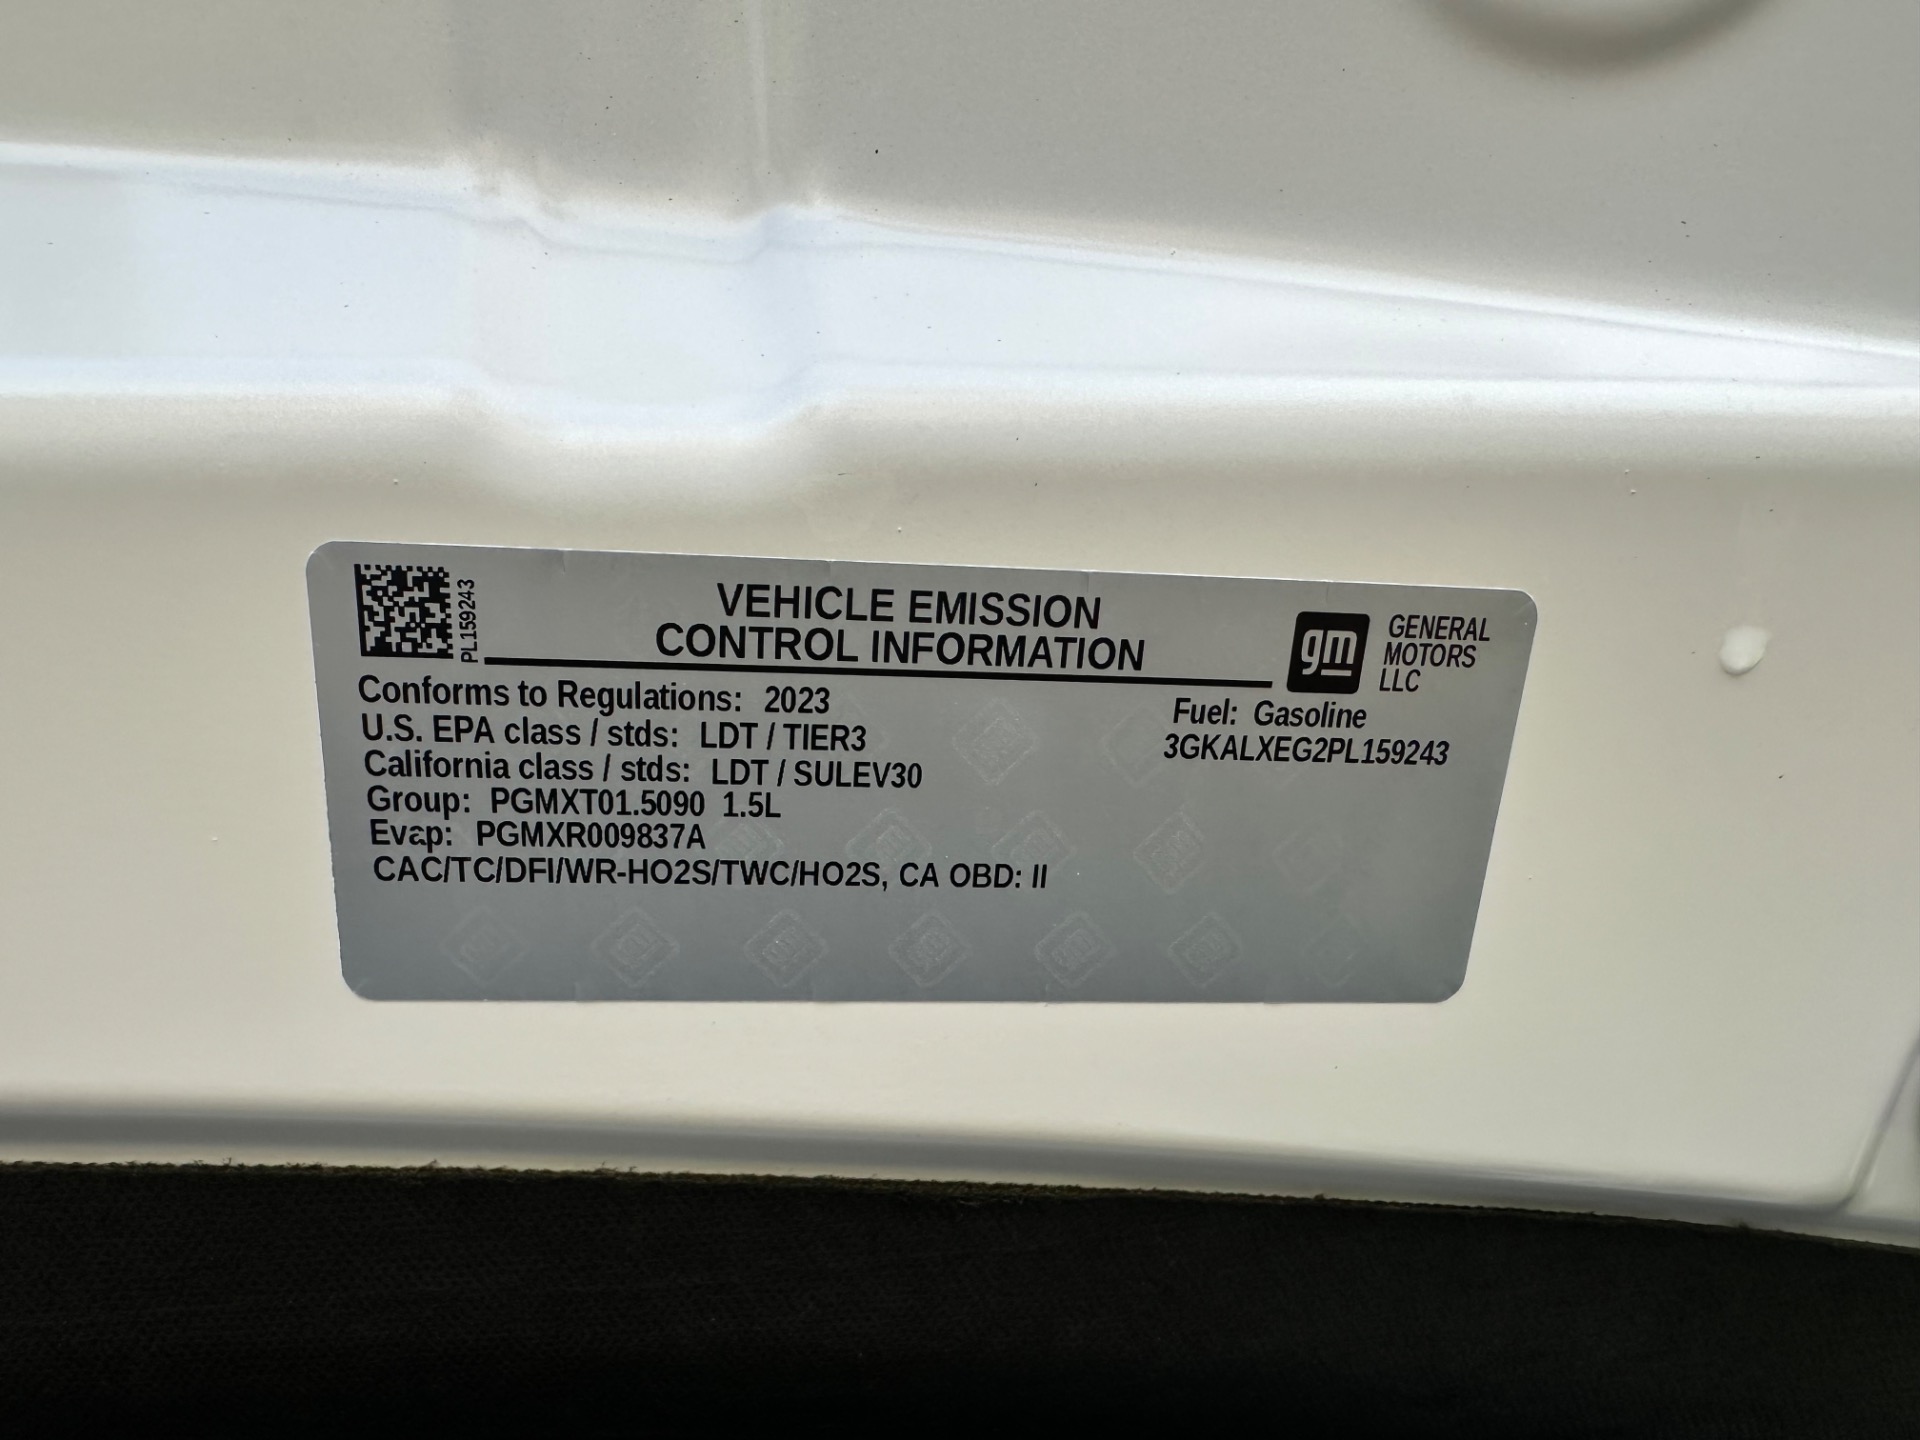 PL159243
VEHICLE EMISSION
CONTROL INFORMATION
gm
GENERAL
MOTORS
LLC
Conforms to Regulations: 2023
U.S. EPA class / stds: LDT / TIER3
California class / stds: LDT / SULEV30
Group: PGMXT01.5090 1.5L
Evap: PGMXR009837A
CAC/TC/DFI/WR-HO2S/TWC/HO2S, CA OBD: II
Fuel: Gasoline
3GKALXEG2PL159243